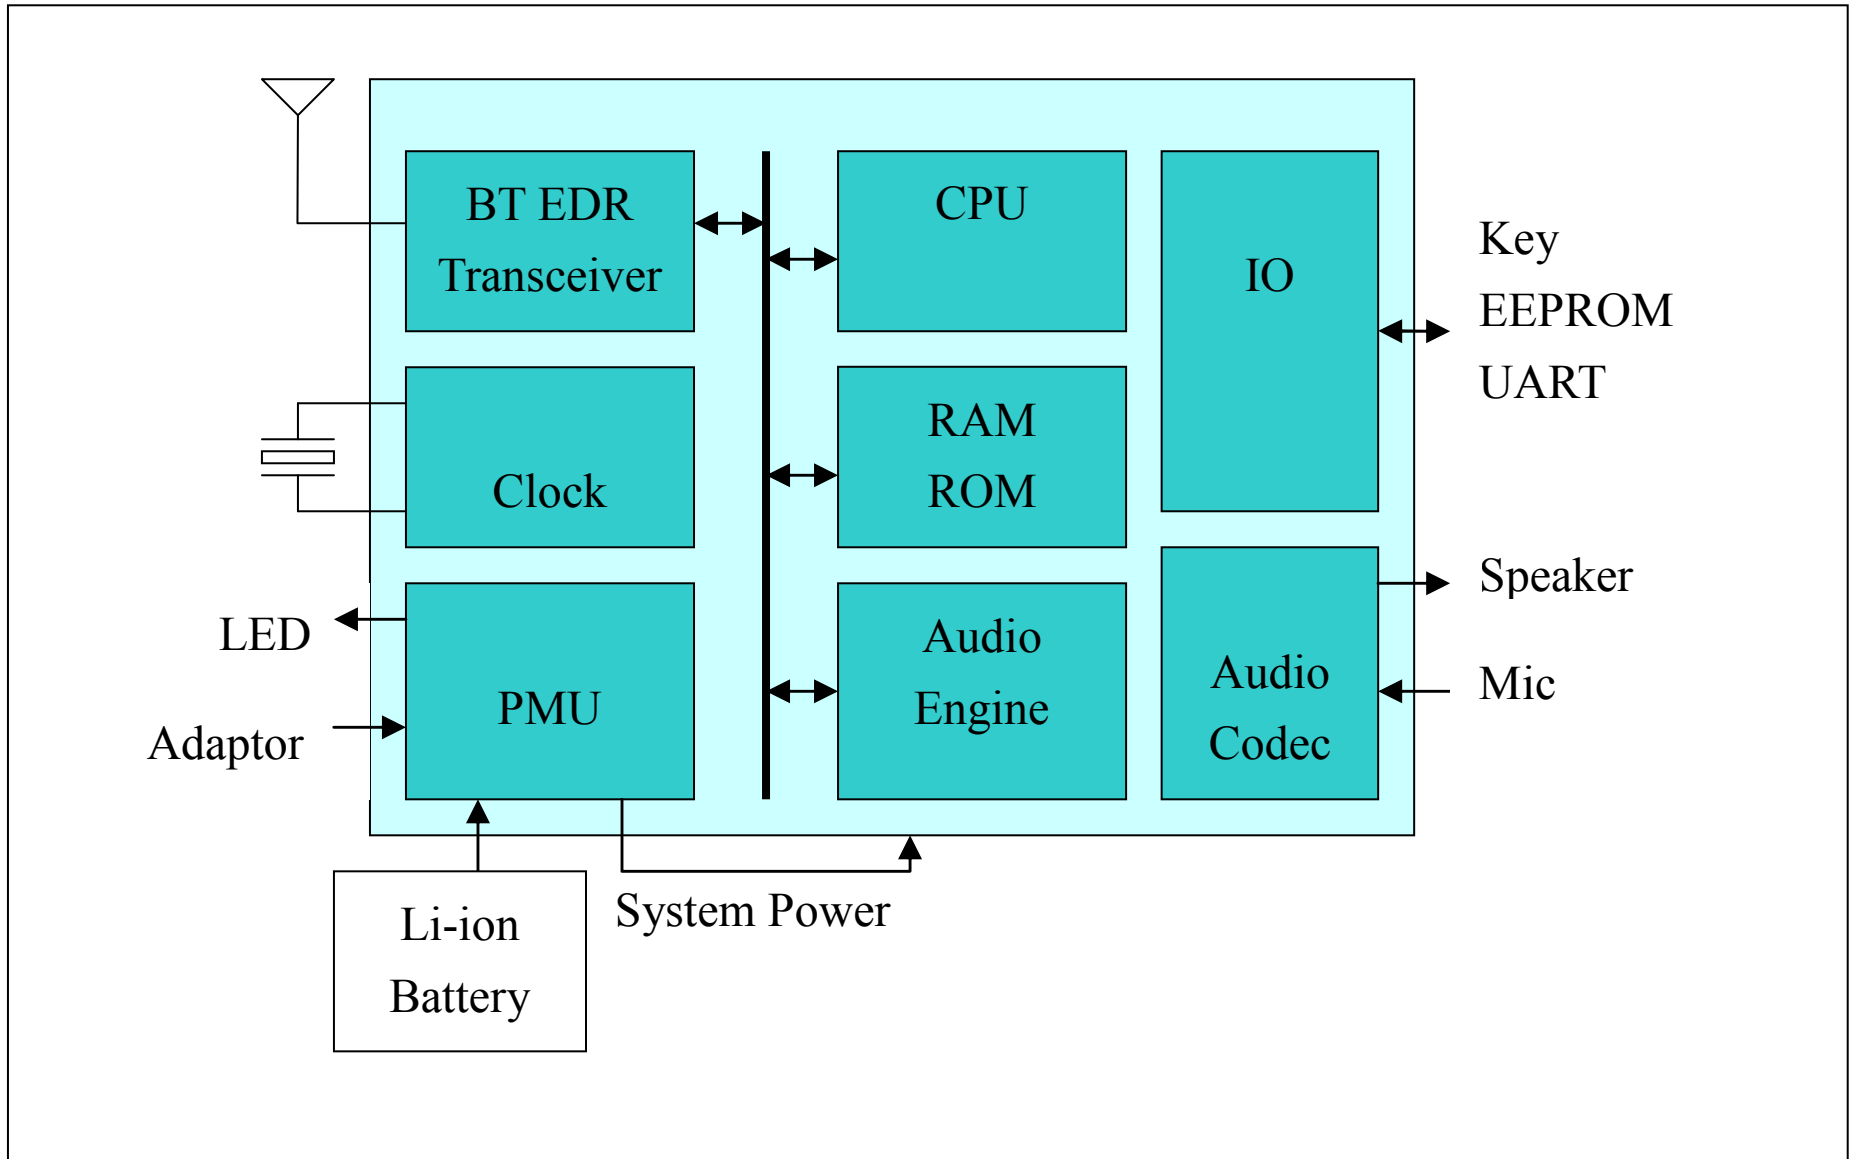 BT EDR
Transceiver
CPU
IO
Key
EEPROM
UART
Clock
RAM
ROM
LED
Adaptor
PMU
Audio
Engine
Audio
Codec
Speaker
Mic
Li-ion
Battery
System Power